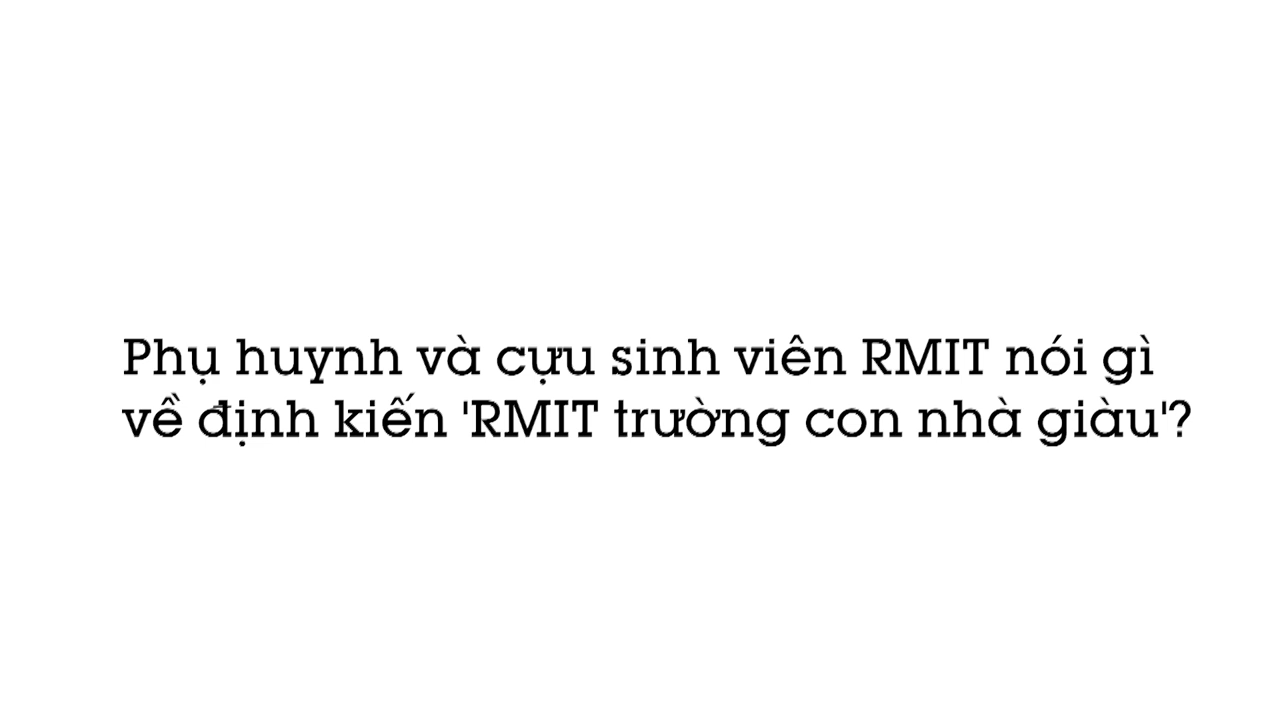 Phụ huynh và cựu sinh viên RMIT nói gì
về định kiến 'RMIT trường con nhà giàu'?